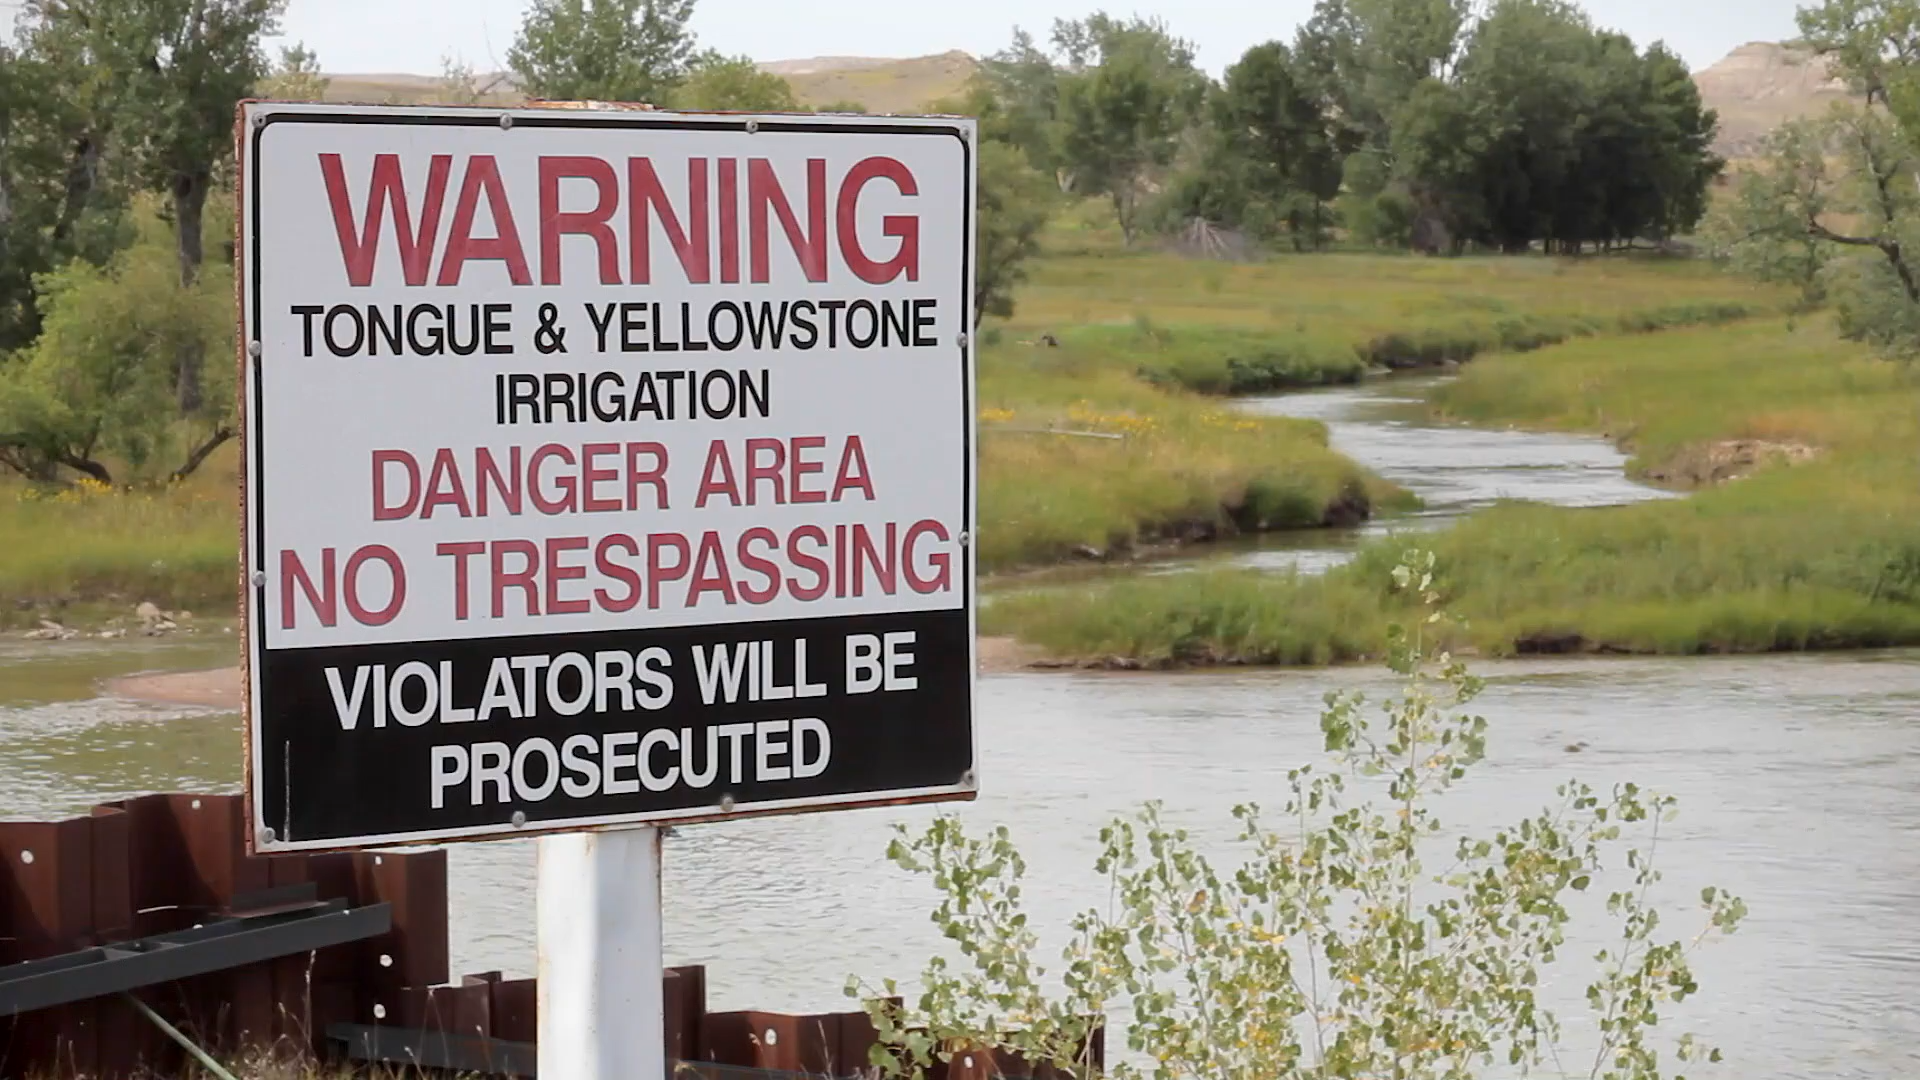 WARNING
TONGUE & YELLOWSTONE
IRRIGATION
DANGER AREA
NO TRESPASSING
VIOLATORS WILL BE
PROSECUTED